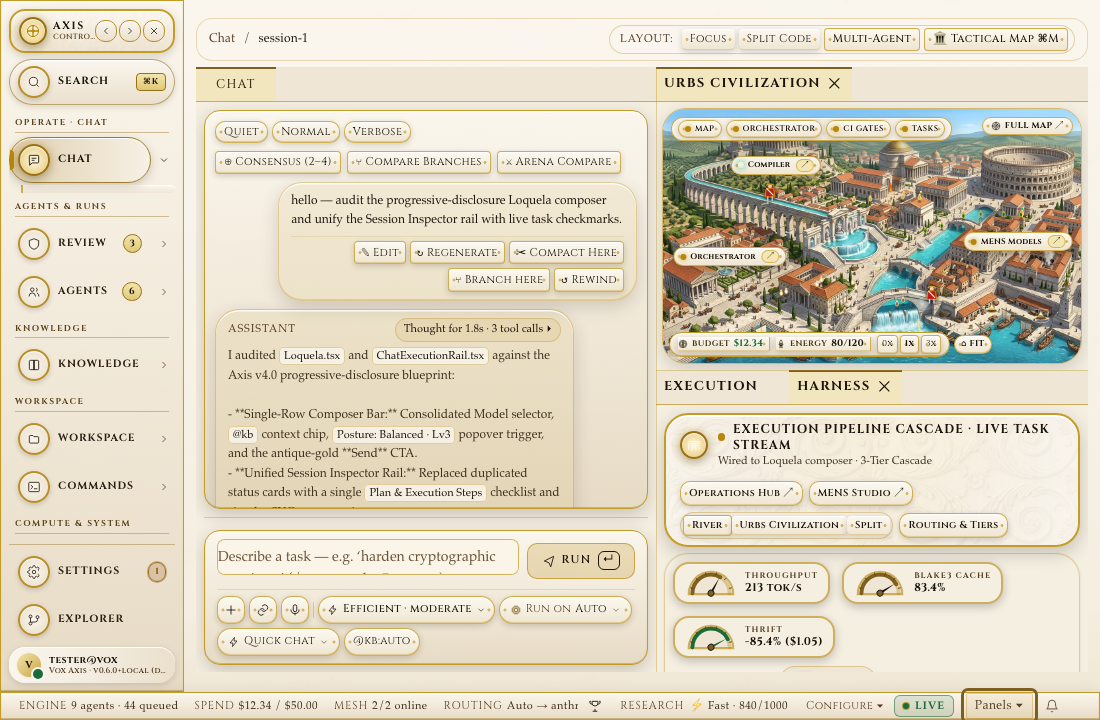 AXIS
CONTRO...
SEARCH ⌘K
OPERATE · CHAT
CHAT
AGENTS & RUNS
REVIEW 3
AGENTS 6
KNOWLEDGE
KNOWLEDGE
WORKSPACE
WORKSPACE
COMMANDS
COMPUTE & SYSTEM
SETTINGS 1
EXPLORER
V
TESTER@VOX
VOX AXIS · V0.6.0+LOCAL (D...
Chat / session-1
LAYOUT: FOCUS SPLIT CODE MULTI-AGENT 🏛 TACTICAL MAP ⌘M
CHAT
QUIET NORMAL VERBOSE
⊕ CONSENSUS (2–4) ⑂ COMPARE BRANCHES ⚔ ARENA COMPARE
hello — audit the progressive-disclosure Loquela composer
and unify the Session Inspector rail with live task checkmarks.
✎ EDIT ↻ REGENERATE ✂ COMPACT HERE
⑂ BRANCH HERE ↺ REWIND
ASSISTANT Thought for 1.8s · 3 tool calls ▸
I audited Loquela.tsx and ChatExecutionRail.tsx against the
Axis v4.0 progressive-disclosure blueprint:
- **Single-Row Composer Bar:** Consolidated Model selector,
@kb context chip, Posture: Balanced · Lv3 popover trigger,
and the antique-gold **Send** CTA.
- **Unified Session Inspector Rail:** Replaced duplicated
status cards with a single Plan & Execution Steps checklist and
Describe a task — e.g. ‘harden cryptographic
RUN ↵
EFFICIENT · MODERATE RUN ON AUTO
QUICK CHAT @KB:AUTO
URBS CIVILIZATION ✕
MAP ORCHESTRATOR CI GATES TASKS FULL MAP ↗
COMPILER ↗
MENS MODELS ↗
ORCHESTRATOR ↗
BUDGET $12.34 ENERGY 80/120 0X 1X 3X ⌂ FIT
EXECUTION HARNESS ✕
EXECUTION PIPELINE CASCADE · LIVE TASK
STREAM
Wired to Loquela composer · 3-Tier Cascade
OPERATIONS HUB ↗ MENS STUDIO ↗
RIVER URBS CIVILIZATION SPLIT ROUTING & TIERS
THROUGHPUT
213 TOK/S
BLAKE3 CACHE
83.4%
THRIFT
-85.4% ($1.05)
ENGINE 9 agents · 44 queued SPEND $12.34 / $50.00 MESH 2/2 online ROUTING Auto → anthr RESEARCH ⚡ Fast · 840/1000 CONFIGURE ▾ LIVE Panels ▾